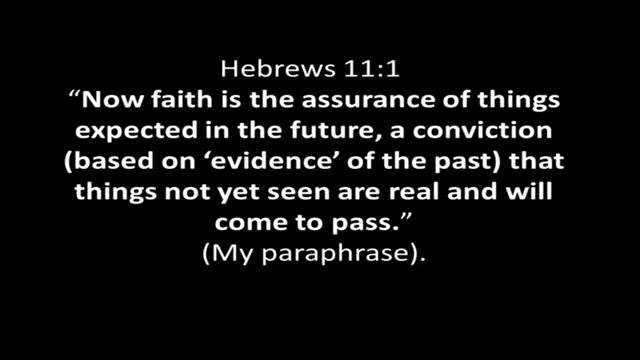 Hebrews 11:1
“Now faith is the assurance of things
expected in the future, a conviction
(based on ‘evidence’ of the past) that
things not yet seen are real and will
come to pass.”
(My paraphrase).